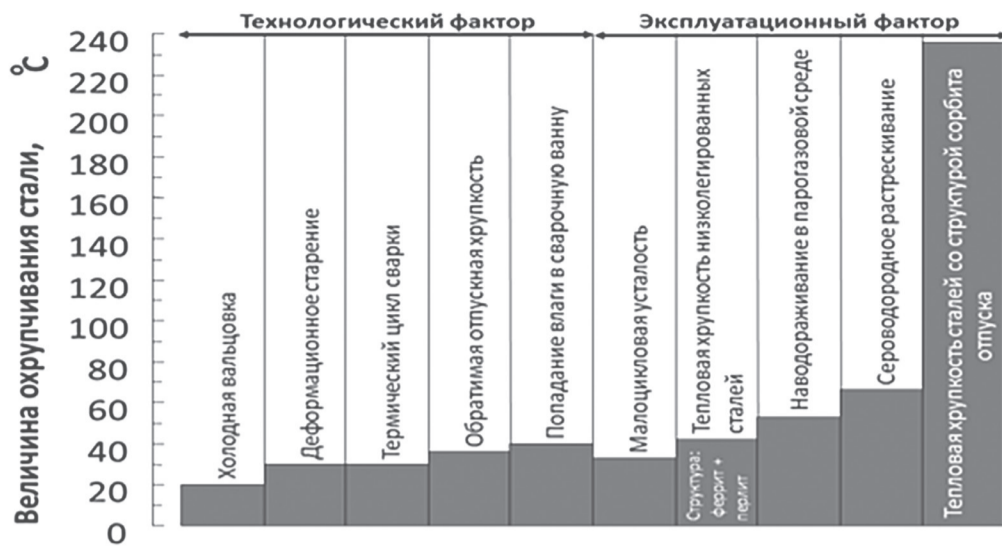 Технологический фактор
Эксплуатационный фактор
Величина охрупчивания стали, °C
240
220
200
180
160
140
120
100
80
60
40
20
0
Холодная вальцовка
Деформационное старение
Термический цикл сварки
Обратимая отпускная хрупкость
Попадание влаги в сварочную ванну
Малоцикловая усталость
Тепловая хрупкость низколегированных
сталей
Структура:
феррит +
перлит
Наводораживание в парогазовой среде
Сероводородное растрескивание
Тепловая хрупкость сталей со структурой сорбита
отпуска